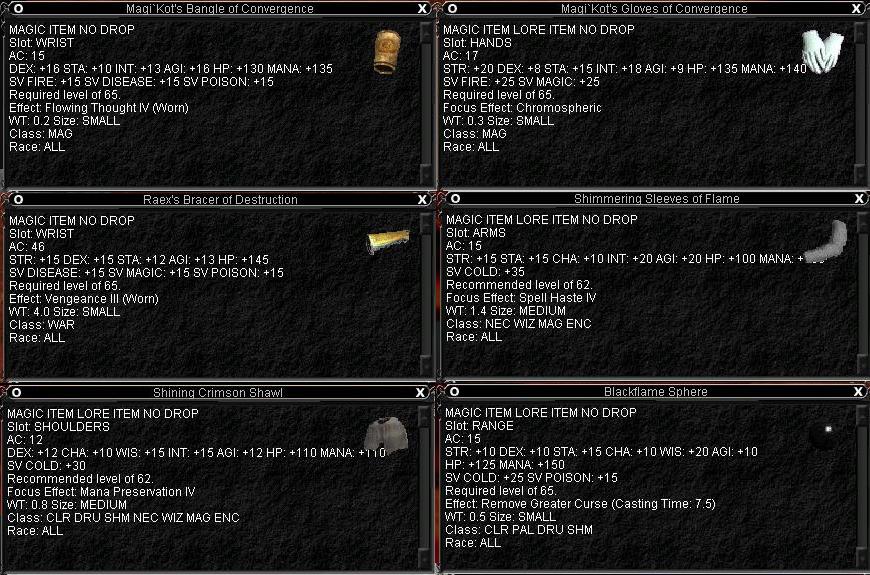 O Magi`Kot's Bangle of Convergence X
MAGIC ITEM NO DROP
Slot: WRIST
AC: 15
DEX: +16 STA: +10 INT: +13 AGI: +16 HP: +130 MANA: +135
SV FIRE: +15 SV DISEASE: +15 SV POISON: +15
Required level of 65.
Effect: Flowing Thought IV (Worn)
WT: 0.2 Size: SMALL
Class: MAG
Race: ALL
O Magi`Kot's Gloves of Convergence X
MAGIC ITEM LORE ITEM NO DROP
Slot: HANDS
AC: 17
STR: +20 DEX: +8 STA: +15 INT: +18 AGI: +9 HP: +135 MANA: +140
SV FIRE: +25 SV MAGIC: +25
Required level of 65.
Focus Effect: Chromospheric
WT: 0.3 Size: SMALL
Class: MAG
Race: ALL
O Raex's Bracer of Destruction X
MAGIC ITEM NO DROP
Slot: WRIST
AC: 46
STR: +15 DEX: +15 STA: +12 AGI: +13 HP: +145
SV DISEASE: +15 SV MAGIC: +15 SV POISON: +15
Required level of 65.
Effect: Vengeance III (Worn)
WT: 4.0 Size: SMALL
Class: WAR
Race: ALL
O Shimmering Sleeves of Flame X
MAGIC ITEM LORE ITEM NO DROP
Slot: ARMS
AC: 15
STR: +15 STA: +15 CHA: +10 INT: +20 AGI: +20 HP: +100 MANA:
SV COLD: +35
Recommended level of 62.
Focus Effect: Spell Haste IV
WT: 1.4 Size: MEDIUM
Class: NEC WIZ MAG ENC
Race: ALL
O Shining Crimson Shawl X
MAGIC ITEM LORE ITEM NO DROP
Slot: SHOULDERS
AC: 12
DEX: +12 CHA: +10 WIS: +15 INT: +15 AGI: +12 HP: +110 MANA: +110
SV COLD: +30
Recommended level of 62.
Focus Effect: Mana Preservation IV
WT: 0.8 Size: MEDIUM
Class: CLR DRU SHM NEC WIZ MAG ENC
Race: ALL
O Blackflame Sphere X
MAGIC ITEM LORE ITEM NO DROP
Slot: RANGE
AC: 15
STR: +10 DEX: +10 STA: +15 CHA: +10 WIS: +20 AGI: +10
HP: +125 MANA: +150
SV COLD: +25 SV POISON: +15
Required level of 65.
Effect: Remove Greater Curse (Casting Time: 7.5)
WT: 0.5 Size: SMALL
Class: CLR PAL DRU SHM
Race: ALL